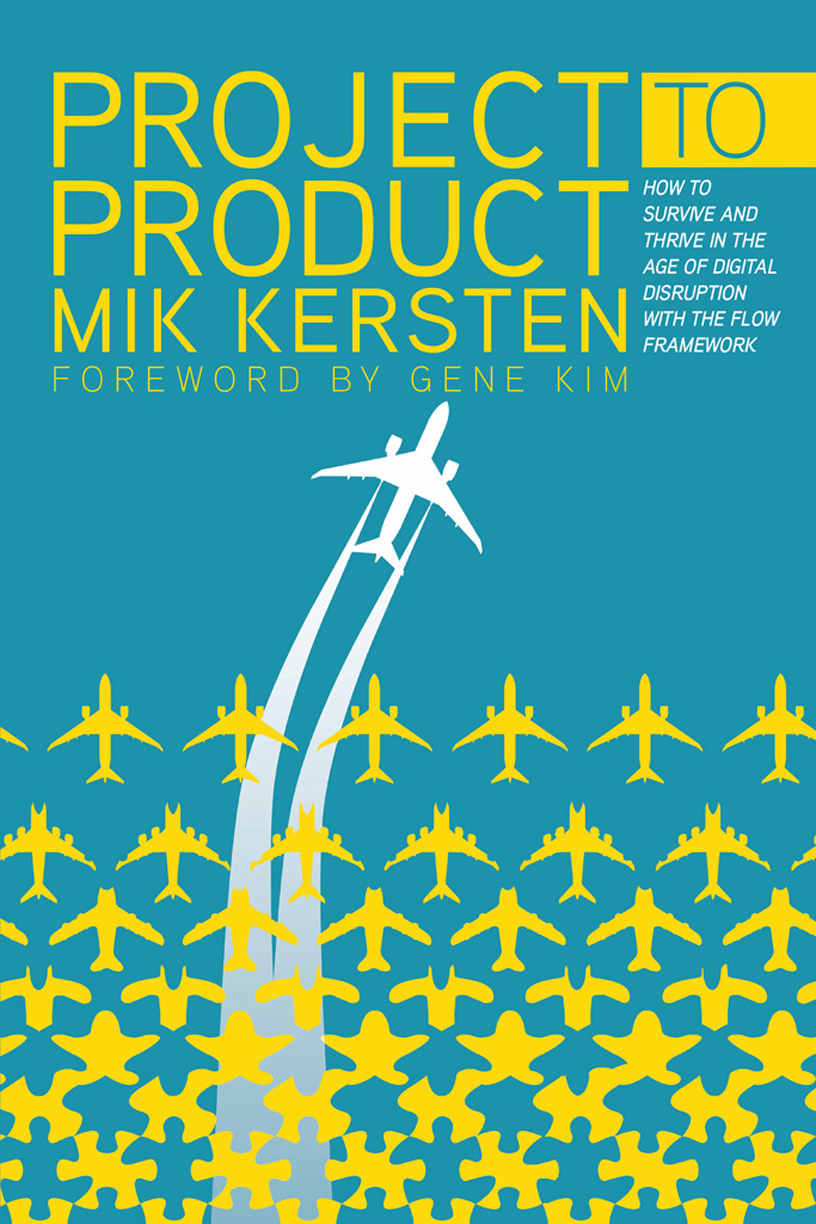 PROJECT TO
PRODUCT
MIK KERSTEN
FOREWORD BY GENE KIM
HOW TO
SURVIVE AND
THRIVE IN THE
AGE OF DIGITAL
DISRUPTION
WITH THE FLOW
FRAMEWORK